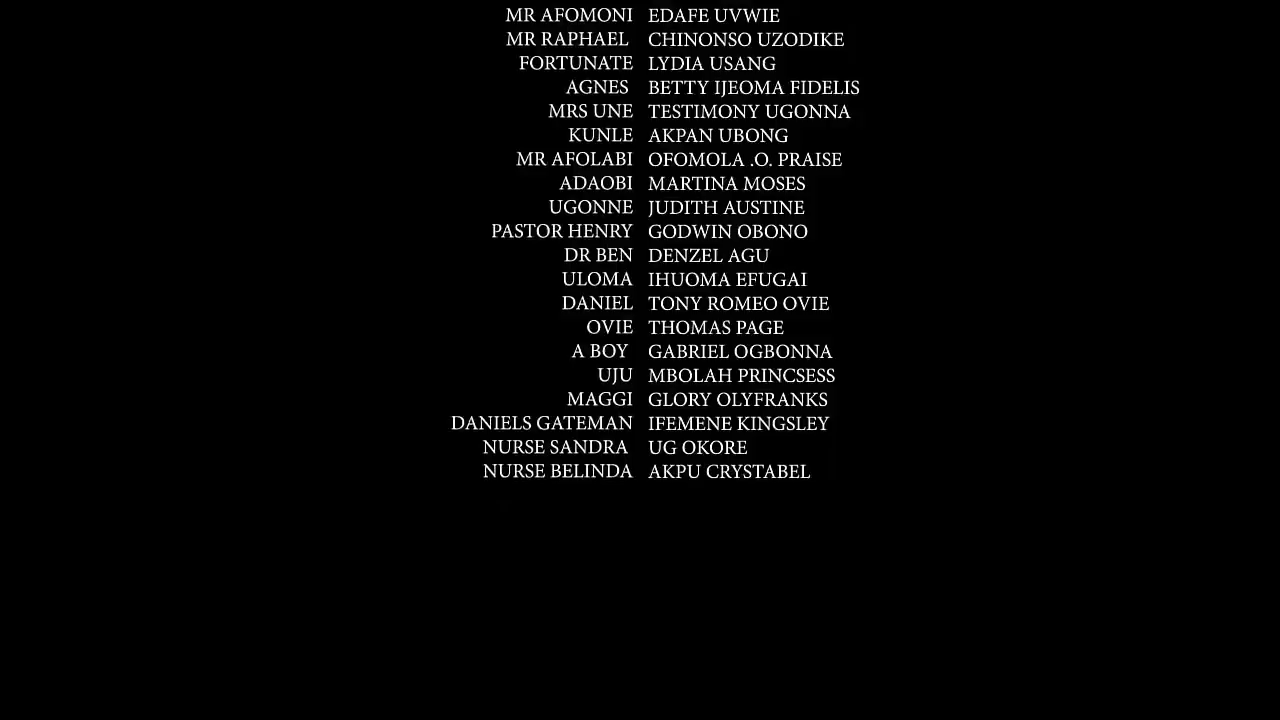 MR AFOMONI EDAFE UVWIE
MR RAPHAEL CHINONSO UZODIKE
FORTUNATE LYDIA USANG
AGNES BETTY IJEOMA FIDELIS
MRS UNE TESTIMONY UGONNA
KUNLE AKPAN UBONG
MR AFOLABI OFOMOLA .O. PRAISE
ADAOBI MARTINA MOSES
UGONNE JUDITH AUSTINE
PASTOR HENRY GODWIN OBONO
DR BEN DENZEL AGU
ULOMA IHUOMA EFUGAI
DANIEL TONY ROMEO OVIE
OVIE THOMAS PAGE
A BOY GABRIEL OGBONNA
UJU MBOLAH PRINCSESS
MAGGI GLORY OLYFRANKS
DANIELS GATEMAN IFEMENE KINGSLEY
NURSE SANDRA UG OKORE
NURSE BELINDA AKPU CRYSTABEL